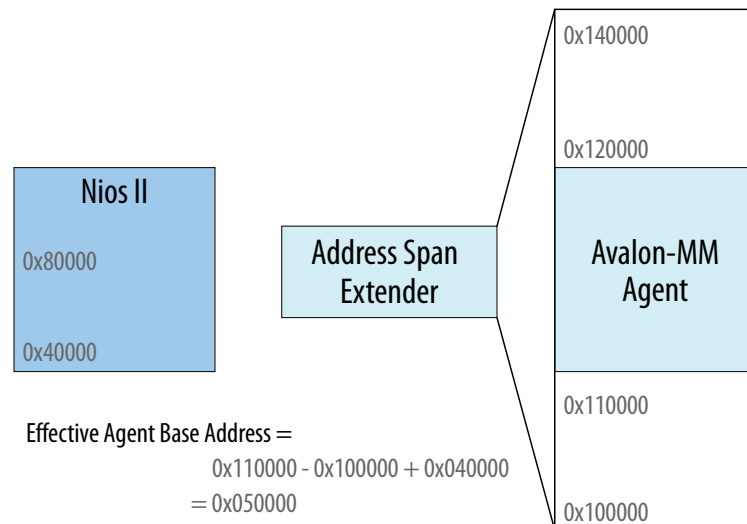 0x140000
0x120000
Nios II
0x80000
0x40000
Address Span
Extender
Avalon-MM
Agent
0x110000
Effective Agent Base Address =
0x110000 - 0x100000 + 0x040000
= 0x050000
0x100000